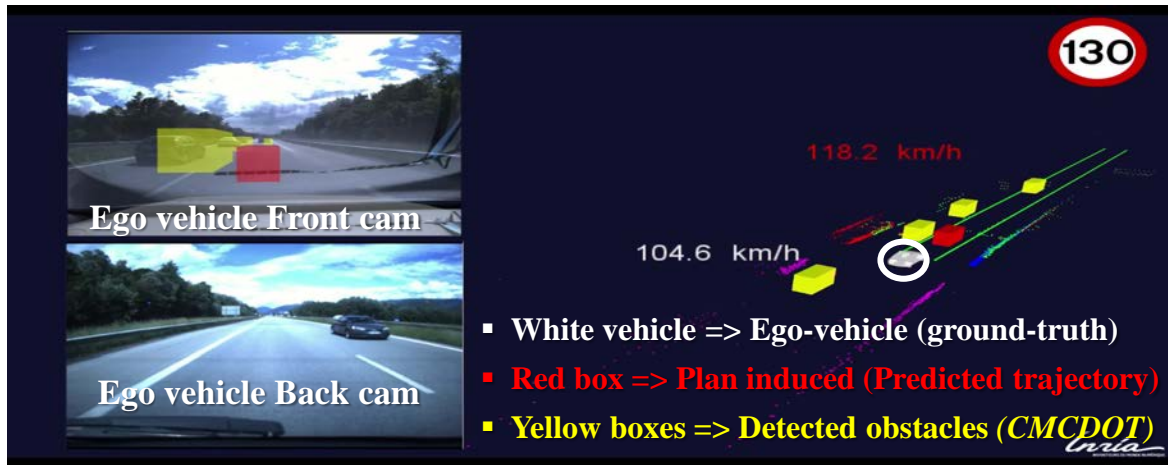 130
118.2 km/h
Ego vehicle Front cam
104.6 km/h
▪ White vehicle => Ego-vehicle (ground-truth)
▪ Red box => Plan induced (Predicted trajectory)
Ego vehicle Back cam
▪ Yellow boxes => Detected obstacles (CMCDOT)
Inria